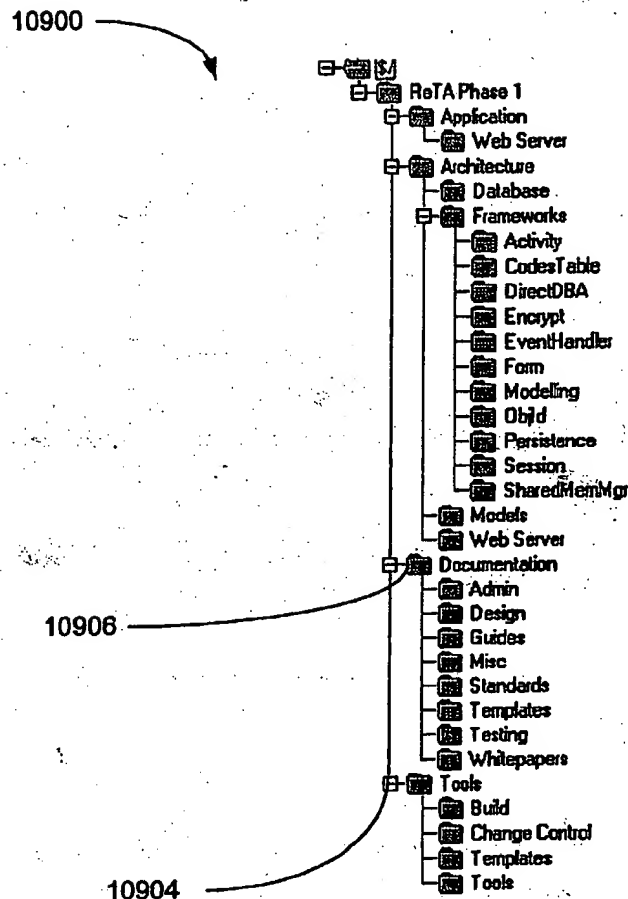 10900
$/
ReTA Phase 1
Application
Web Server
Architecture
Database
Frameworks
Activity
CodesTable
DirectDBA
Encrypt
EventHandler
Form
Modelling
ObjId
Persistence
Session
SharedMemMgr
Models
Web Server
Documentation
Admin
10906
Design
Guides
Misc
Standards
Templates
Testing
Whitepapers
Tools
Build
Change Control
Templates
10904
Tools